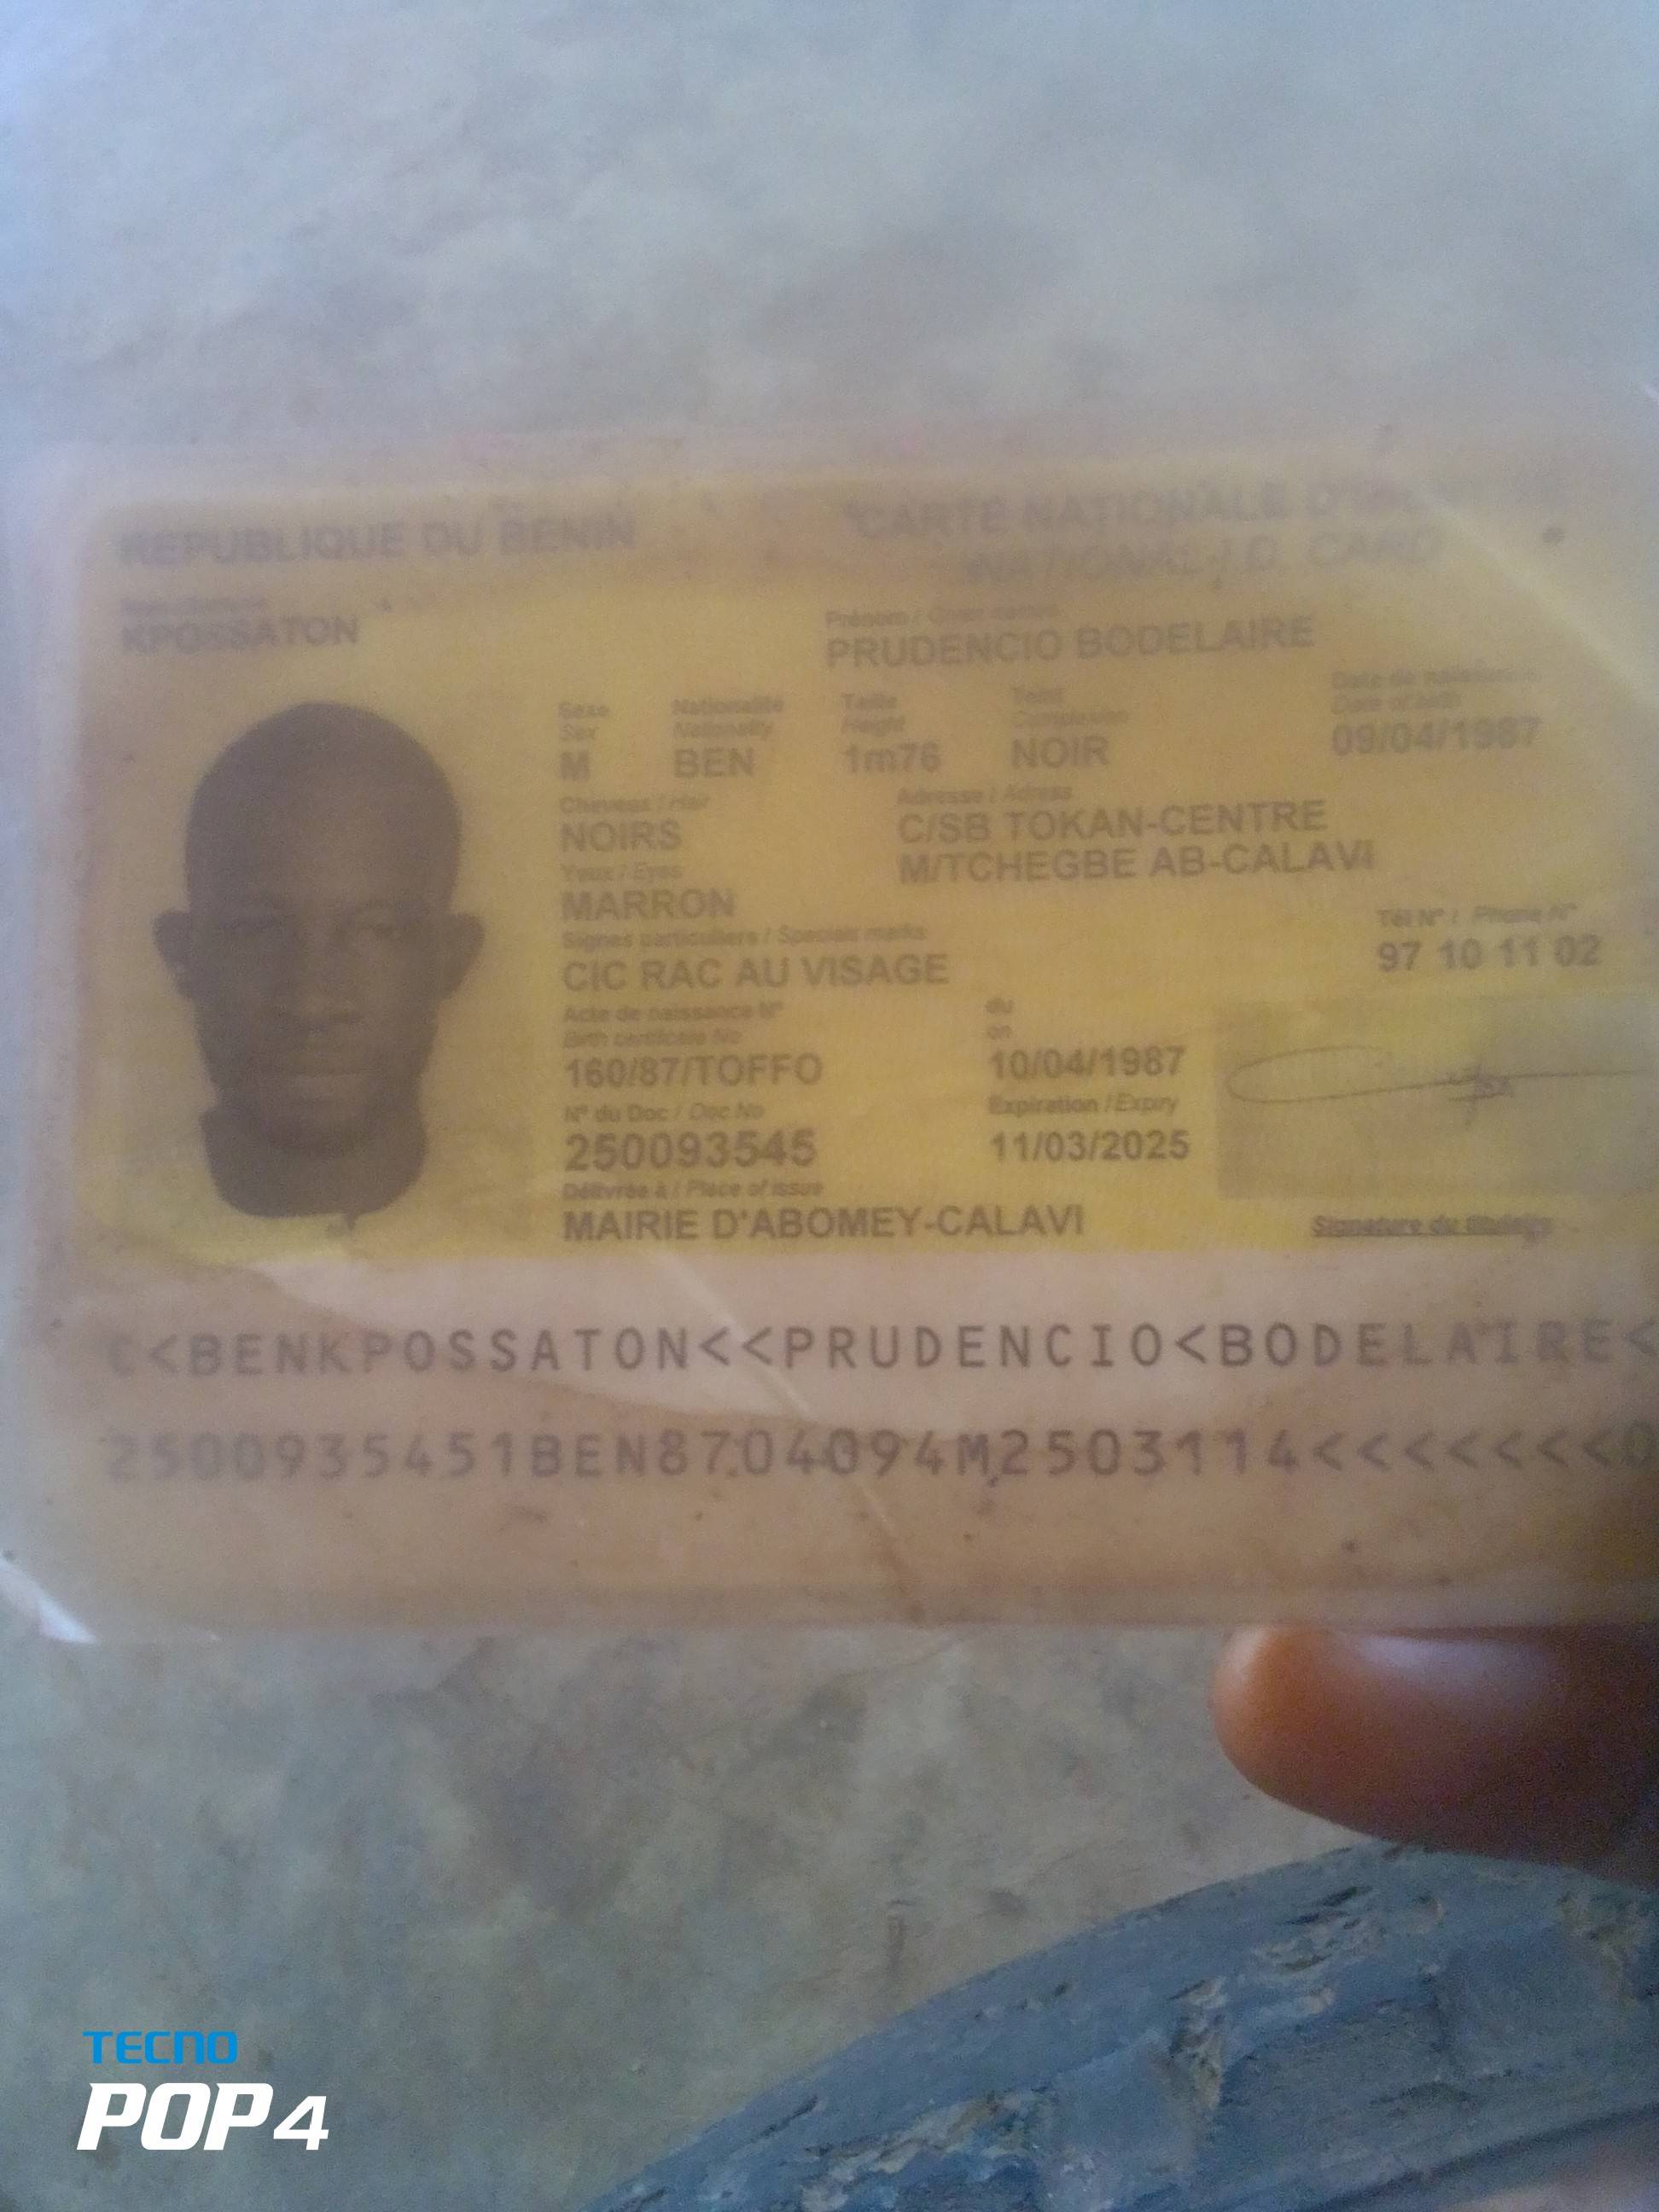 REPUBLIQUE DU BENIN
CARTE NATIONALE
NATIONAL I.D. CARD
KPOSSATON
Prénom / Given names
PRUDENCIO BODELAIRE
Sexe Nationalité Taille Teint Date de naissance
Sex Nationality Height Complexion Date of birth
M BEN 1m76 NOIR 09/04/1987
Cheveux / Hair Adresse / Adress
NOIRS C/SB TOKAN-CENTRE
Yeux / Eyes M/TCHEGBE AB-CALAVI
MARRON
Tél N° / Phone N°
Signes particuliers / Specials marks
97 10 11 02
CIC RAC AU VISAGE
Acte de naissance N° du
Birth certificate No on
160/87/TOFFO 10/04/1987
N° du Doc / Doc No Expiration / Expiry
250093545 11/03/2025
Délivrée à / Place of issue
MAIRIE D'ABOMEY-CALAVI
Signature du titulaire
C<BENKPOSSATON<<PRUDENCIO<BODELAIRE<
2500935451BEN8704094M2503114<<<<<<<<0
TECNO
POP 4